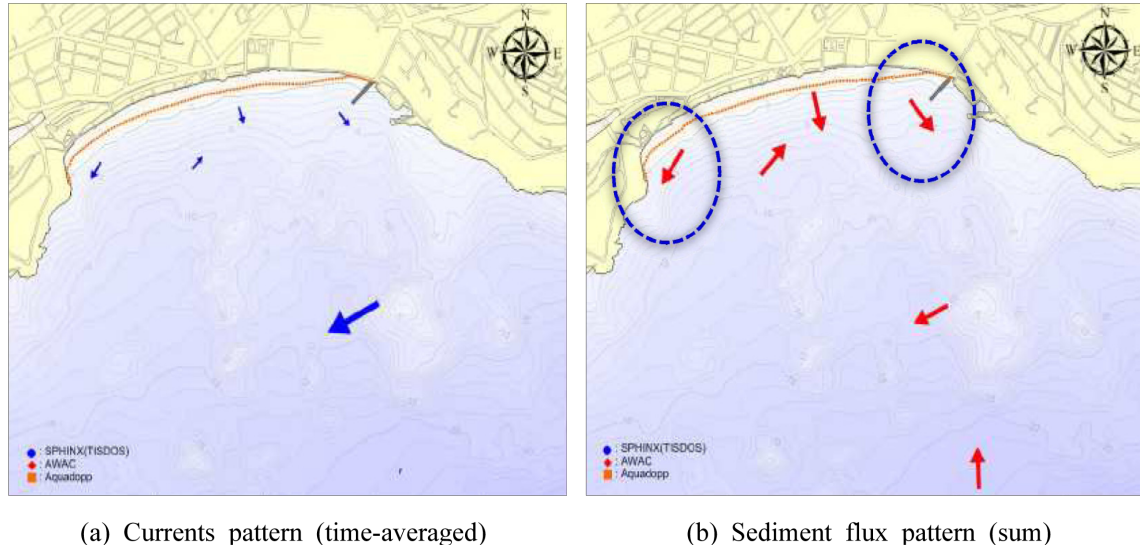 N
W E
S
: SPHINX(TISDOS)
: AWAC
: Aquadopp
(a) Currents pattern (time-averaged)
N
W E
S
: SPHINX(TISDOS)
: AWAC
: Aquadopp
(b) Sediment flux pattern (sum)